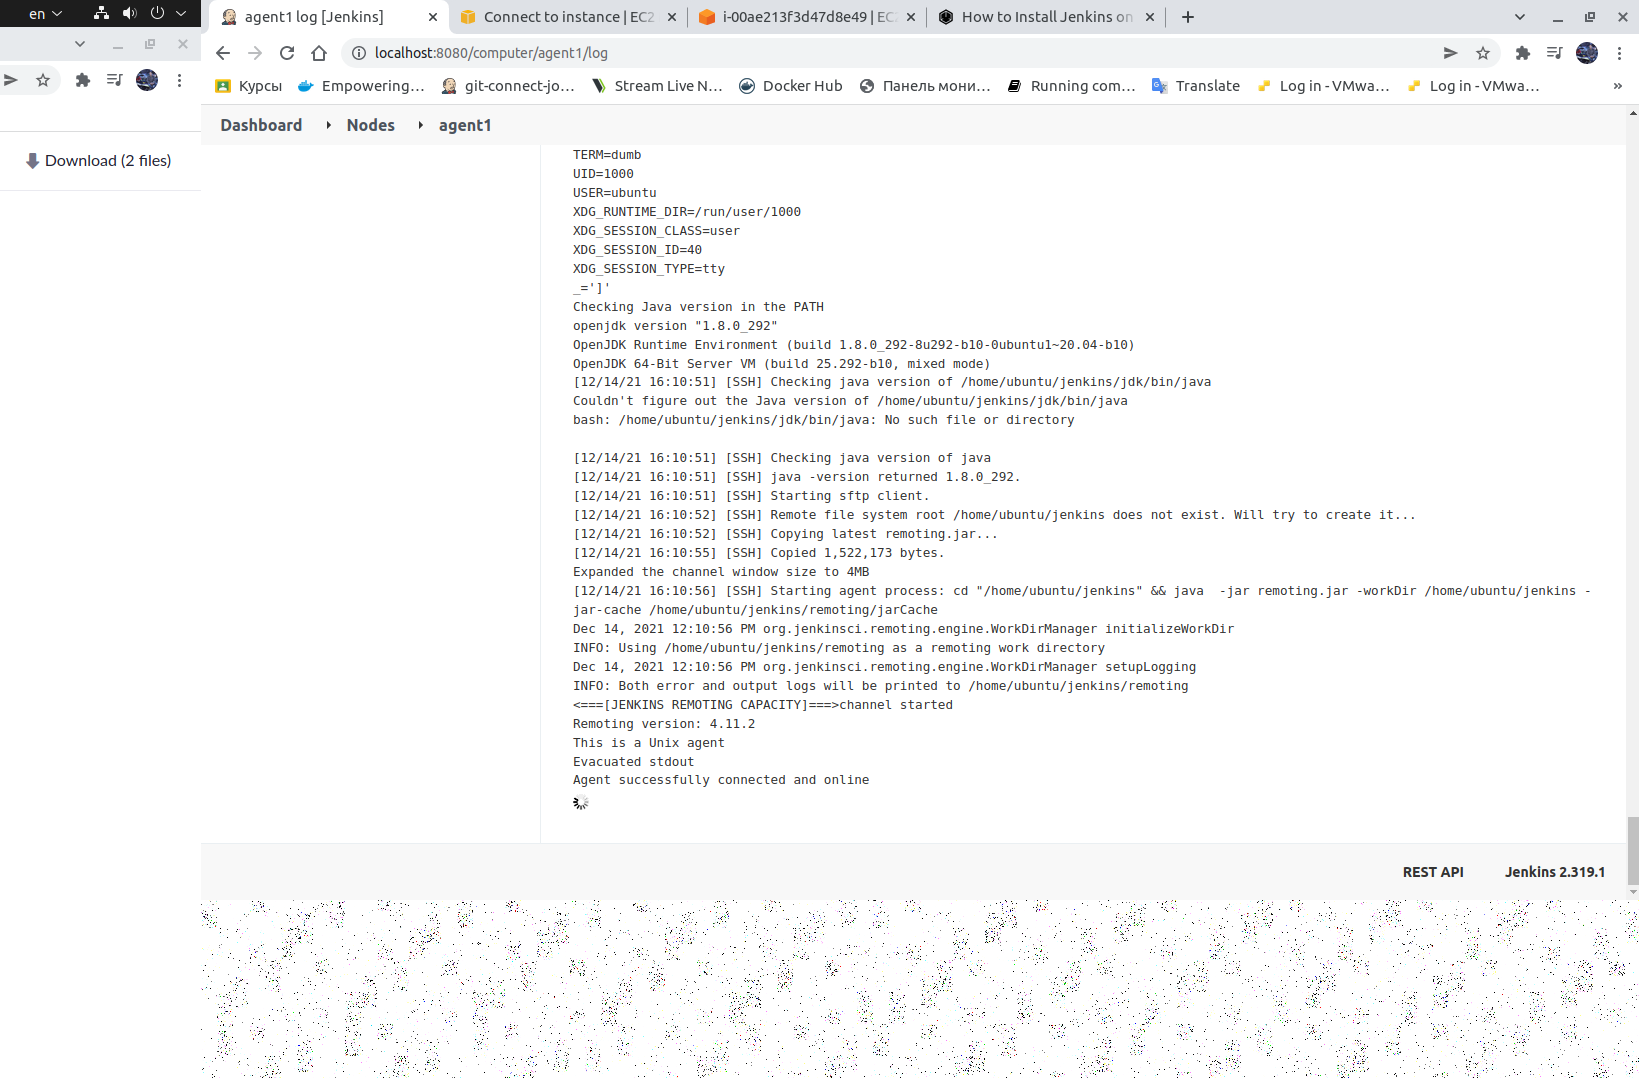 en
agent1 log [Jenkins]
Connect to instance | EC2
i-00ae213f3d47d8e49 | EC
How to Install Jenkins on
localhost:8080/computer/agent1/log
Курсы
Empowering...
git-connect-jo...
Stream Live N...
Docker Hub
Панель мони...
Running com...
Translate
Log in - VMwa...
Log in - VMwa...
»
Download (2 files)
Dashboard
Nodes
agent1
TERM=dumb
UID=1000
USER=ubuntu
XDG_RUNTIME_DIR=/run/user/1000
XDG_SESSION_CLASS=user
XDG_SESSION_ID=40
XDG_SESSION_TYPE=tty
_=']'
Checking Java version in the PATH
openjdk version "1.8.0_292"
OpenJDK Runtime Environment (build 1.8.0_292-8u292-b10-0ubuntu1~20.04-b10)
OpenJDK 64-Bit Server VM (build 25.292-b10, mixed mode)
[12/14/21 16:10:51] [SSH] Checking java version of /home/ubuntu/jenkins/jdk/bin/java
Couldn't figure out the Java version of /home/ubuntu/jenkins/jdk/bin/java
bash: /home/ubuntu/jenkins/jdk/bin/java: No such file or directory
[12/14/21 16:10:51] [SSH] Checking java version of java
[12/14/21 16:10:51] [SSH] java -version returned 1.8.0_292.
[12/14/21 16:10:51] [SSH] Starting sftp client.
[12/14/21 16:10:52] [SSH] Remote file system root /home/ubuntu/jenkins does not exist. Will try to create it...
[12/14/21 16:10:52] [SSH] Copying latest remoting.jar...
[12/14/21 16:10:55] [SSH] Copied 1,522,173 bytes.
Expanded the channel window size to 4MB
[12/14/21 16:10:56] [SSH] Starting agent process: cd "/home/ubuntu/jenkins" && java  -jar remoting.jar -workDir /home/ubuntu/jenkins -
jar-cache /home/ubuntu/jenkins/remoting/jarCache
Dec 14, 2021 12:10:56 PM org.jenkinsci.remoting.engine.WorkDirManager initializeWorkDir
INFO: Using /home/ubuntu/jenkins/remoting as a remoting work directory
Dec 14, 2021 12:10:56 PM org.jenkinsci.remoting.engine.WorkDirManager setupLogging
INFO: Both error and output logs will be printed to /home/ubuntu/jenkins/remoting
<===[JENKINS REMOTING CAPACITY]===>channel started
Remoting version: 4.11.2
This is a Unix agent
Evacuated stdout
Agent successfully connected and online
REST API
Jenkins 2.319.1